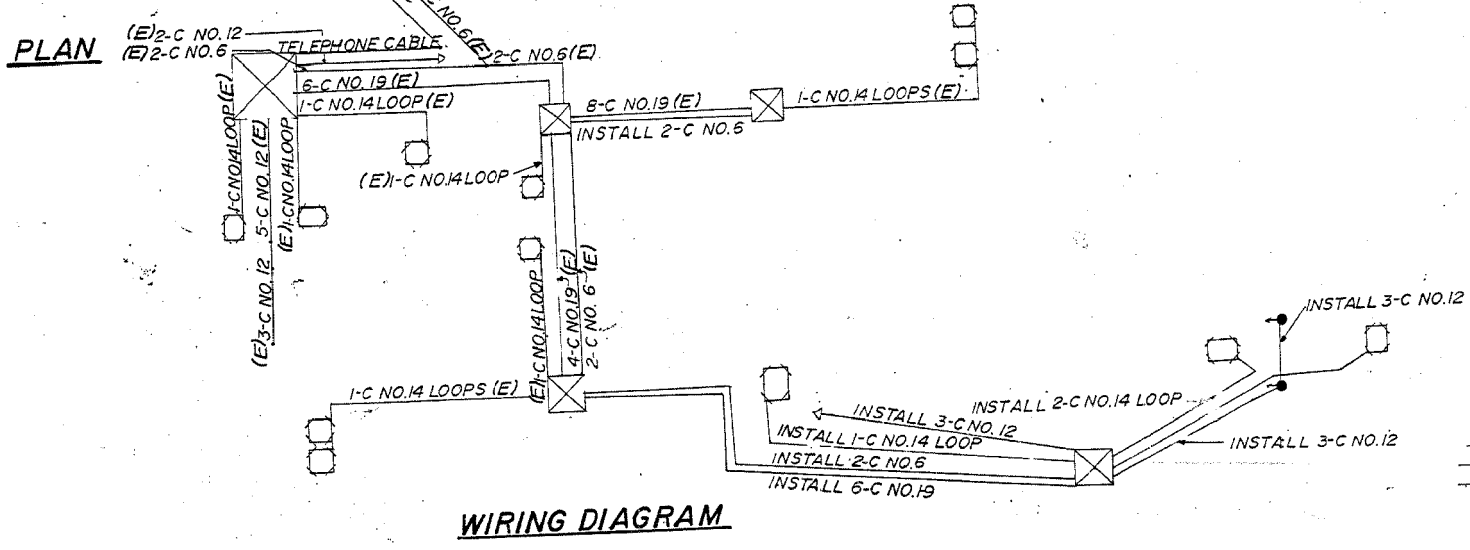 PLAN
(E)2-C NO.12
(E)2-C NO.6
TELEPHONE CABLE
NO.6(E)
2-C NO.6(E)
6-C NO.19(E)
1-C NO.14 LOOP(E)
8-C NO.19(E)
INSTALL 2-C NO.6
1-C NO.14 LOOPS(E)
1-C NO.14 LOOP(E)
(E)3-C NO.12 5-C NO.12(E)
(E)1-C NO.14 LOOP
(E)1-C NO.14 LOOP
(E)1-C NO.14 LOOP
4-C NO.19(E)
2-C NO. 6(E)
1-C NO.14 LOOPS (E)
INSTALL 3-C NO.12
INSTALL 2-C NO.14 LOOP
INSTALL 3-C NO.12
INSTALL 1-C NO.14 LOOP
INSTALL 3-C NO.12
INSTALL 2-C NO.6
INSTALL 6-C NO.19
WIRING DIAGRAM